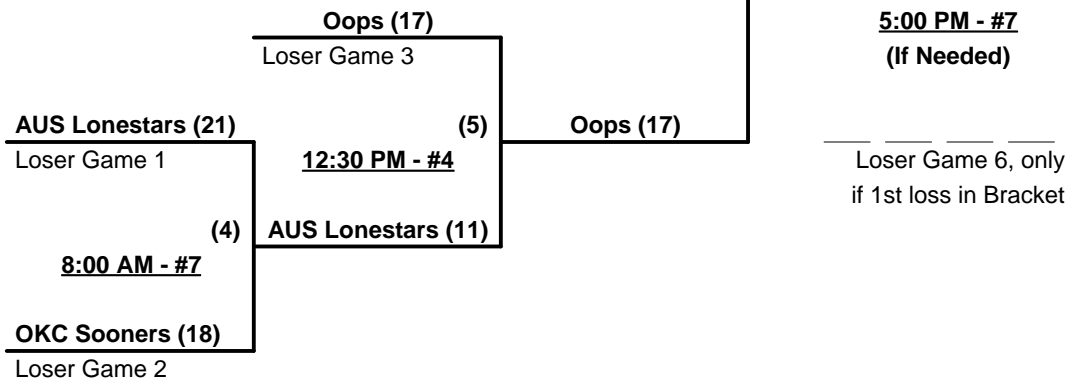 Oops (17)
5:00 PM - #7
Loser Game 3
(If Needed)
AUS Lonestars (21)
(5)
Oops (17)
Loser Game 1
12:30 PM - #4
Loser Game 6, only
if 1st loss in Bracket
(4)
AUS Lonestars (11)
8:00 AM - #7
OKC Sooners (18)
Loser Game 2